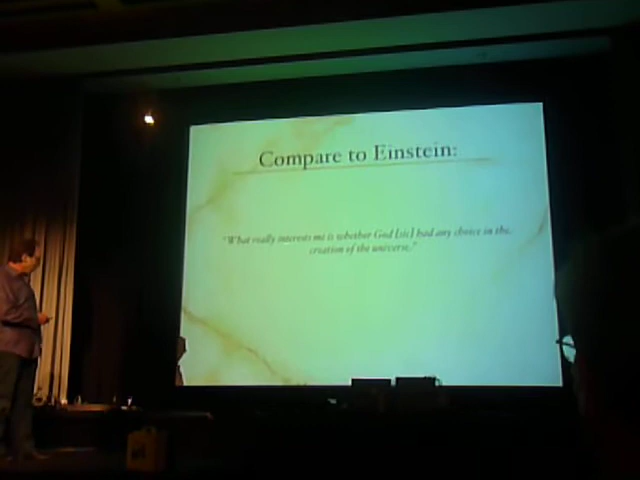 Compare to Einstein:
"What really interests me is whether God [sic] had any choice in the
creation of the universe."